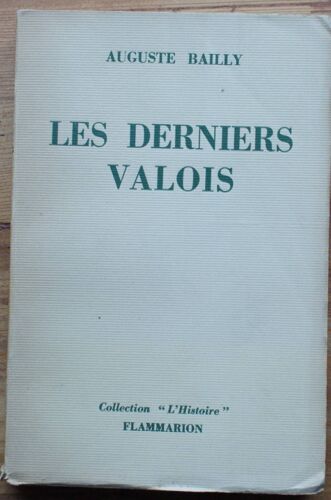 AUGUSTE BAILLY
LES DERNIERS
VALOIS
Collection "L'Histoire"
FLAMMARION